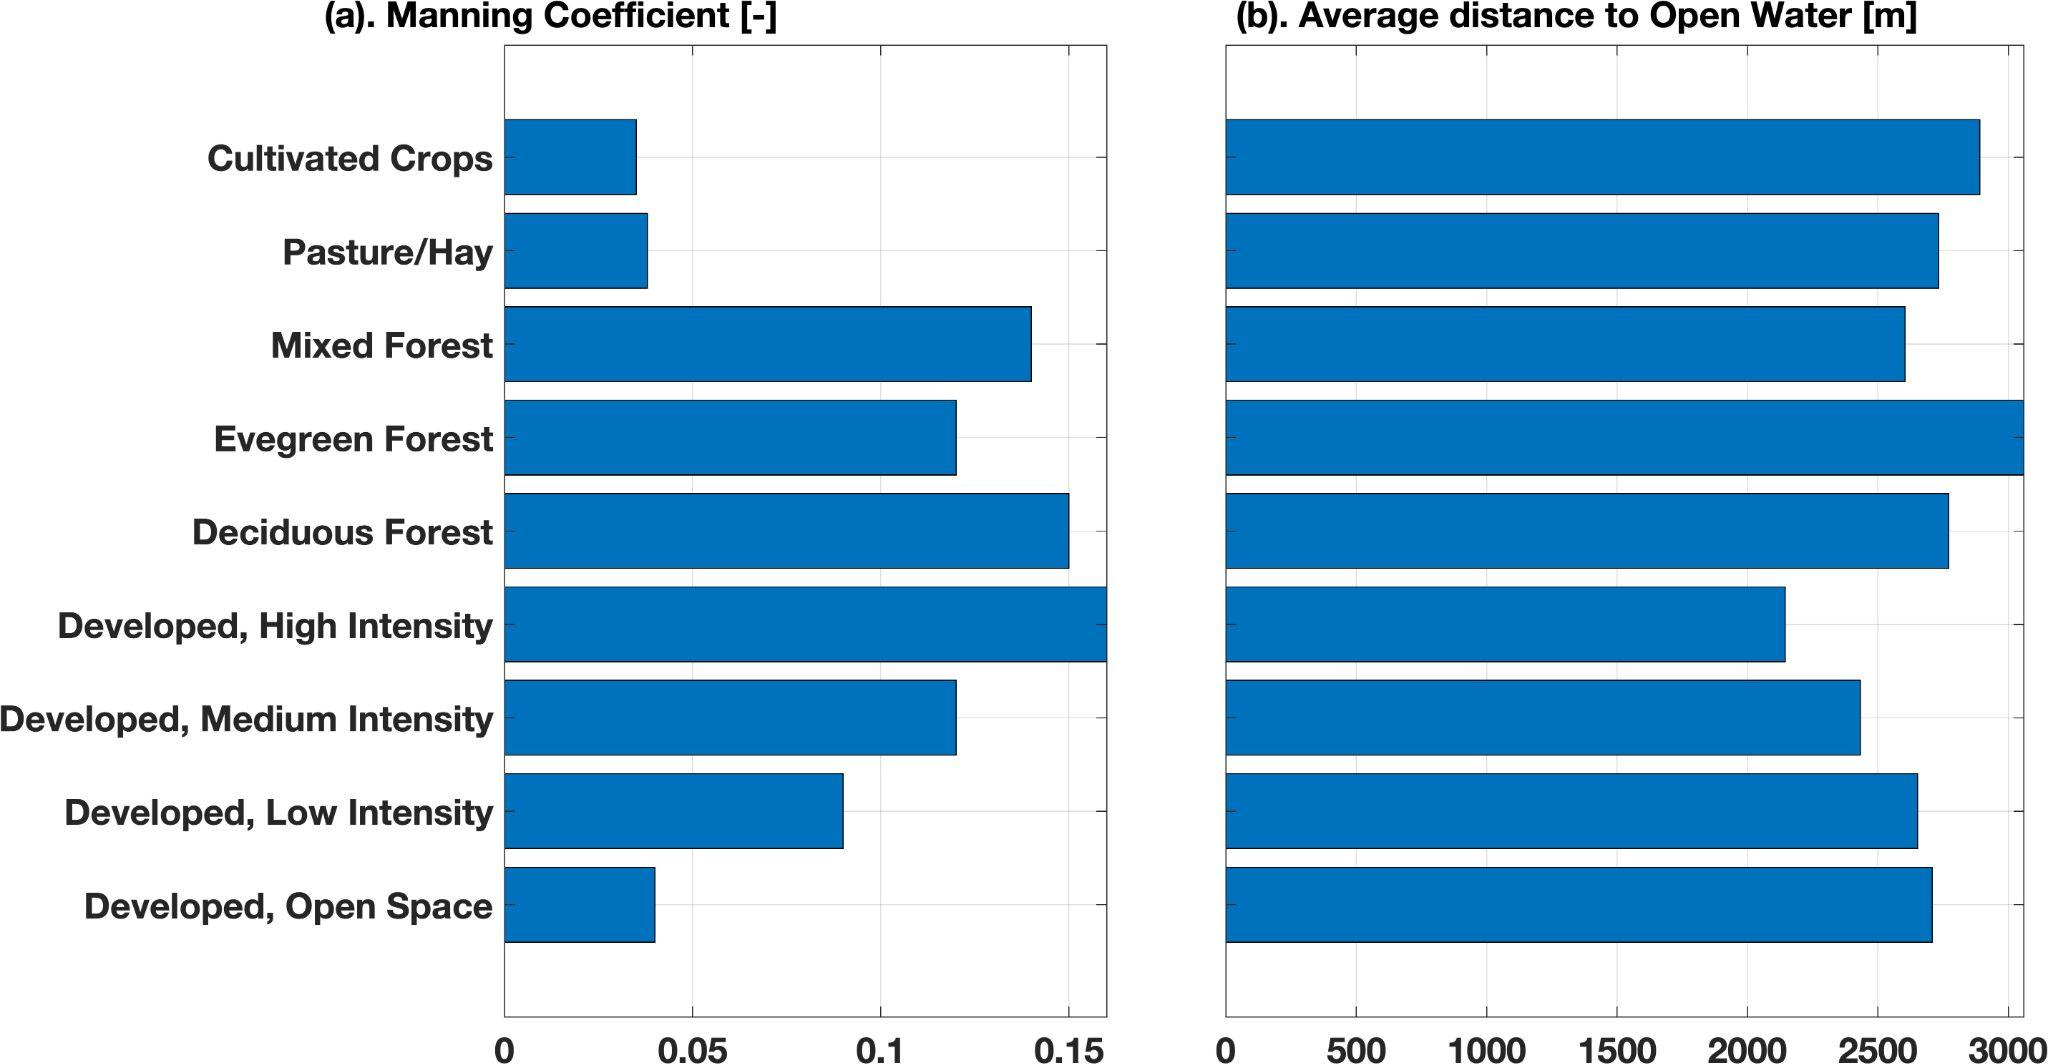 (a). Manning Coefficient [-]
(b). Average distance to Open Water [m]
Cultivated Crops
Pasture/Hay
Mixed Forest
Evegreen Forest
Deciduous Forest
Developed, High Intensity
Developed, Medium Intensity
Developed, Low Intensity
Developed, Open Space
0 0.05 0.1 0.15
0 500 1000 1500 2000 2500 3000